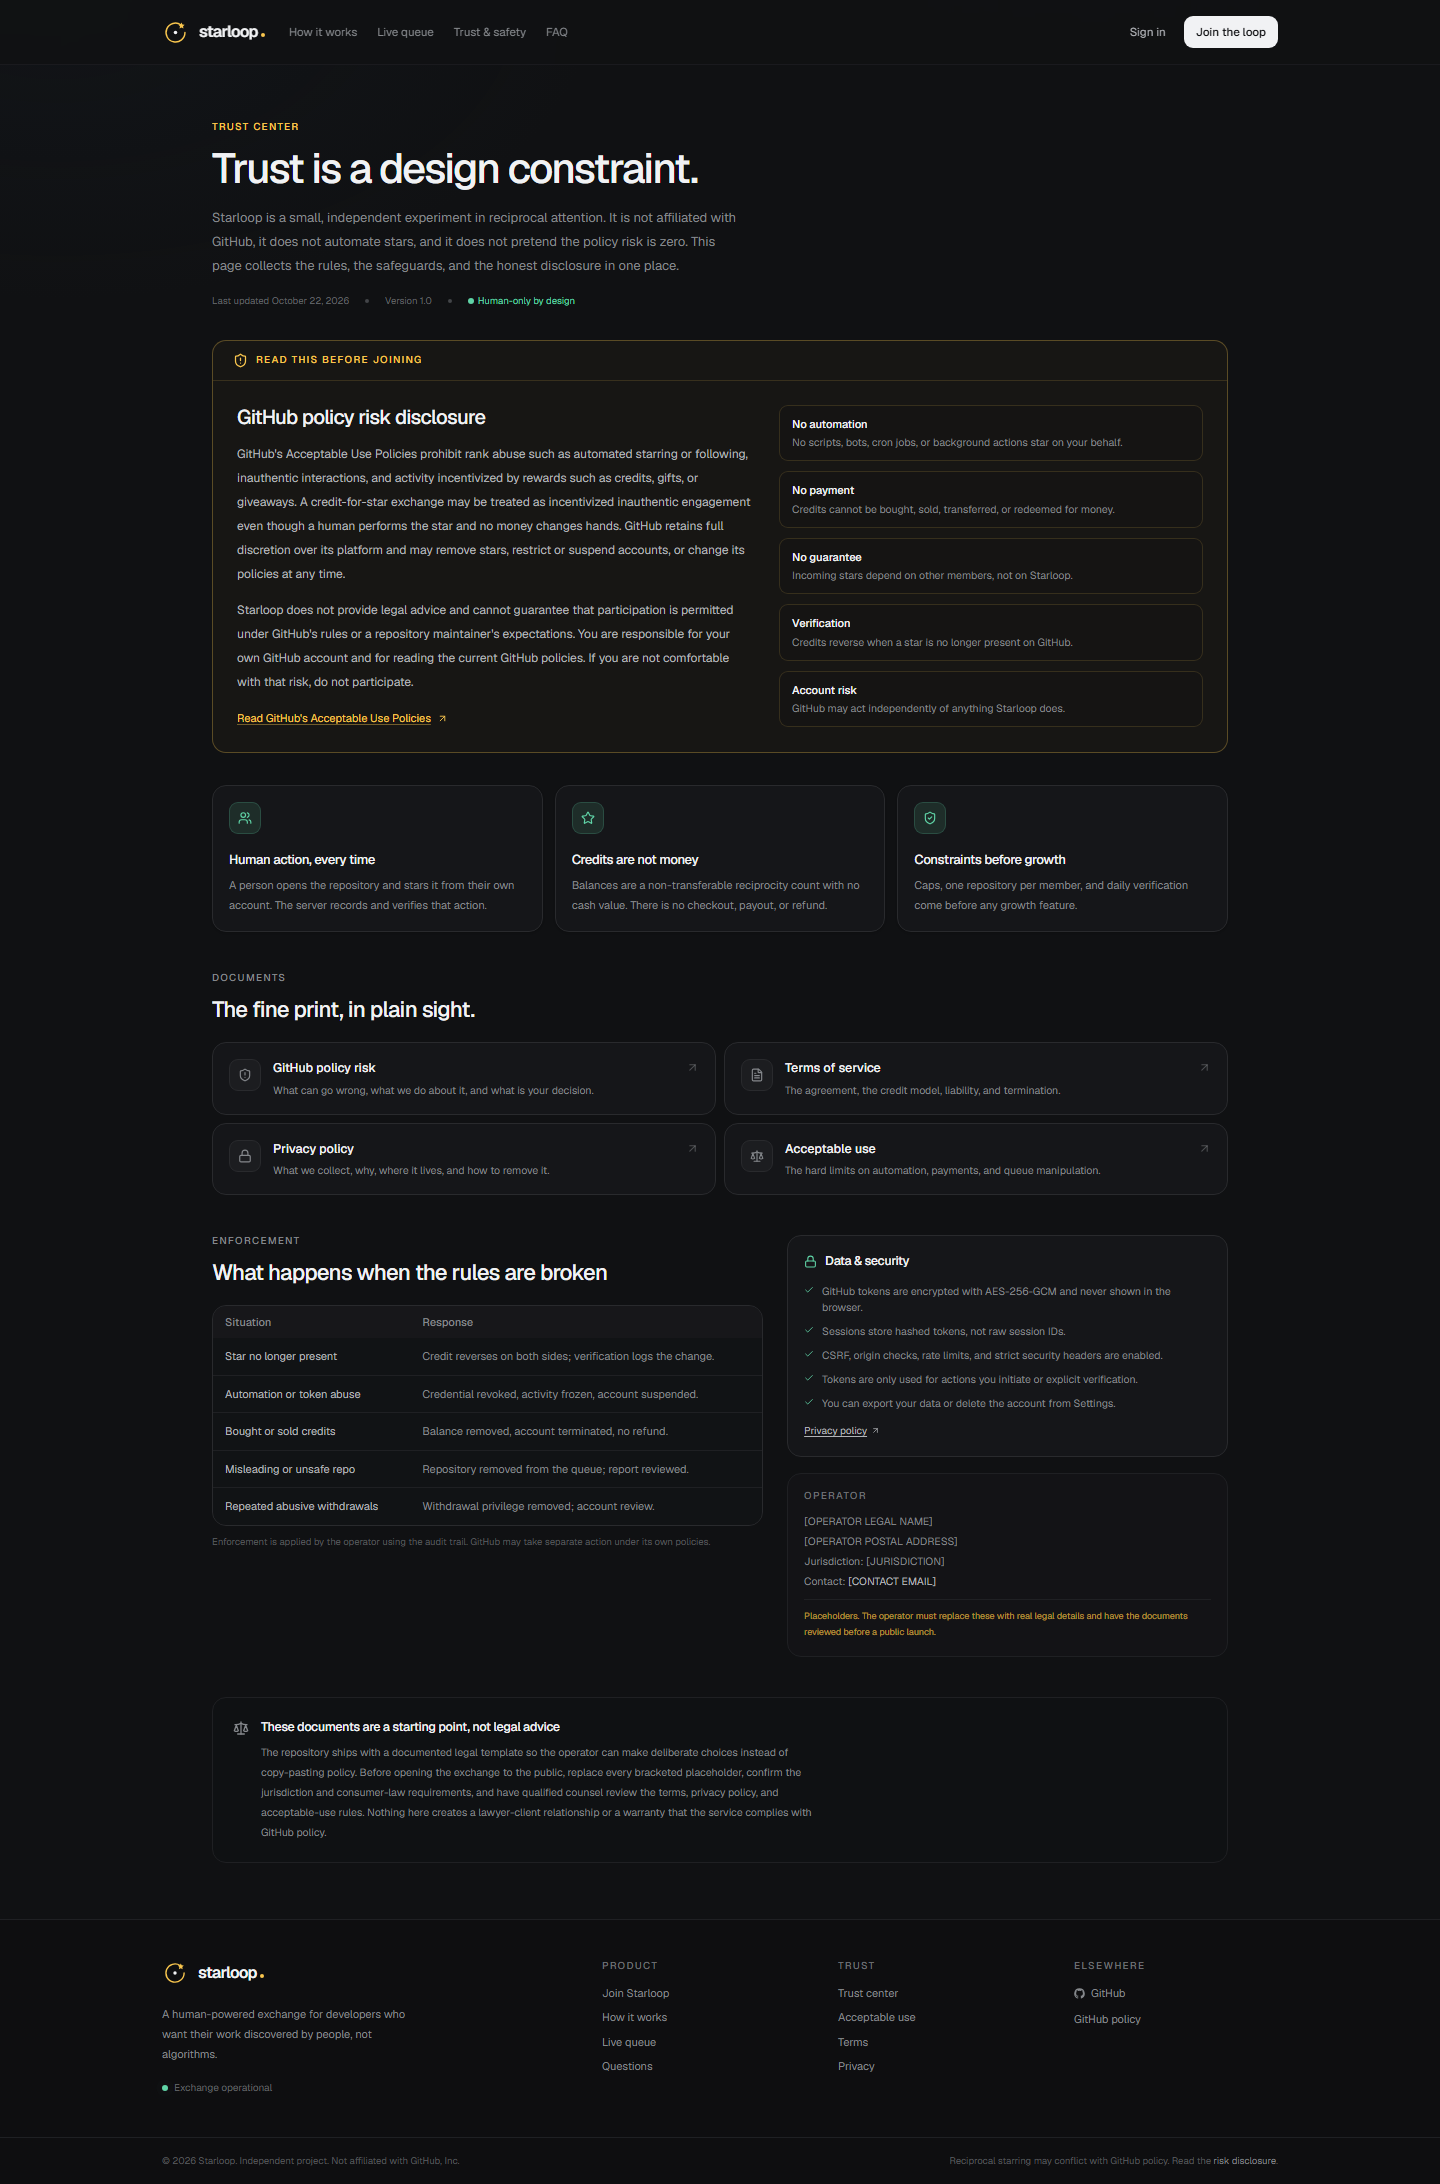 starloop.
How it works
Live queue
Trust & safety
FAQ
Sign in
Join the loop
TRUST CENTER
Trust is a design constraint.
Starloop is a small, independent experiment in reciprocal attention. It is not affiliated with
GitHub, it does not automate stars, and it does not pretend the policy risk is zero. This
page collects the rules, the safeguards, and the honest disclosure in one place.
Last updated October 22, 2026
Version 1.0
Human-only by design
READ THIS BEFORE JOINING
GitHub policy risk disclosure
GitHub's Acceptable Use Policies prohibit rank abuse such as automated starring or following,
inauthentic interactions, and activity incentivized by rewards such as credits, gifts, or
giveaways. A credit-for-star exchange may be treated as incentivized inauthentic engagement
even though a human performs the star and no money changes hands. GitHub retains full
discretion over its platform and may remove stars, restrict or suspend accounts, or change its
policies at any time.
Starloop does not provide legal advice and cannot guarantee that participation is permitted
under GitHub's rules or a repository maintainer's expectations. You are responsible for your
own GitHub account and for reading the current GitHub policies. If you are not comfortable
with that risk, do not participate.
Read GitHub's Acceptable Use Policies
No automation
No scripts, bots, cron jobs, or background actions star on your behalf.
No payment
Credits cannot be bought, sold, transferred, or redeemed for money.
No guarantee
Incoming stars depend on other members, not on Starloop.
Verification
Credits reverse when a star is no longer present on GitHub.
Account risk
GitHub may act independently of anything Starloop does.
Human action, every time
A person opens the repository and stars it from their own
account. The server records and verifies that action.
Credits are not money
Balances are a non-transferable reciprocity count with no
cash value. There is no checkout, payout, or refund.
Constraints before growth
Caps, one repository per member, and daily verification
come before any growth feature.
DOCUMENTS
The fine print, in plain sight.
GitHub policy risk
What can go wrong, what we do about it, and what is your decision.
Terms of service
The agreement, the credit model, liability, and termination.
Privacy policy
What we collect, why, where it lives, and how to remove it.
Acceptable use
The hard limits on automation, payments, and queue manipulation.
ENFORCEMENT
What happens when the rules are broken
Situation
Response
Star no longer present
Credit reverses on both sides; verification logs the change.
Automation or token abuse
Credential revoked, activity frozen, account suspended.
Bought or sold credits
Balance removed, account terminated, no refund.
Misleading or unsafe repo
Repository removed from the queue; report reviewed.
Repeated abusive withdrawals
Withdrawal privilege removed; account review.
Enforcement is applied by the operator using the audit trail. GitHub may take separate action under its own policies.
Data & security
GitHub tokens are encrypted with AES-256-GCM and never shown in the
browser.
Sessions store hashed tokens, not raw session IDs.
CSRF, origin checks, rate limits, and strict security headers are enabled.
Tokens are only used for actions you initiate or explicit verification.
You can export your data or delete the account from Settings.
Privacy policy
OPERATOR
[OPERATOR LEGAL NAME]
[OPERATOR POSTAL ADDRESS]
Jurisdiction: [JURISDICTION]
Contact: [CONTACT EMAIL]
Placeholders. The operator must replace these with real legal details and have the documents
reviewed before a public launch.
These documents are a starting point, not legal advice
The repository ships with a documented legal template so the operator can make deliberate choices instead of
copy-pasting policy. Before opening the exchange to the public, replace every bracketed placeholder, confirm the
jurisdiction and consumer-law requirements, and have qualified counsel review the terms, privacy policy, and
acceptable-use rules. Nothing here creates a lawyer-client relationship or a warranty that the service complies with
GitHub policy.
starloop.
A human-powered exchange for developers who
want their work discovered by people, not
algorithms.
Exchange operational
PRODUCT
Join Starloop
How it works
Live queue
Questions
TRUST
Trust center
Acceptable use
Terms
Privacy
ELSEWHERE
GitHub
GitHub policy
© 2026 Starloop. Independent project. Not affiliated with GitHub, Inc.
Reciprocal starring may conflict with GitHub policy. Read the risk disclosure.